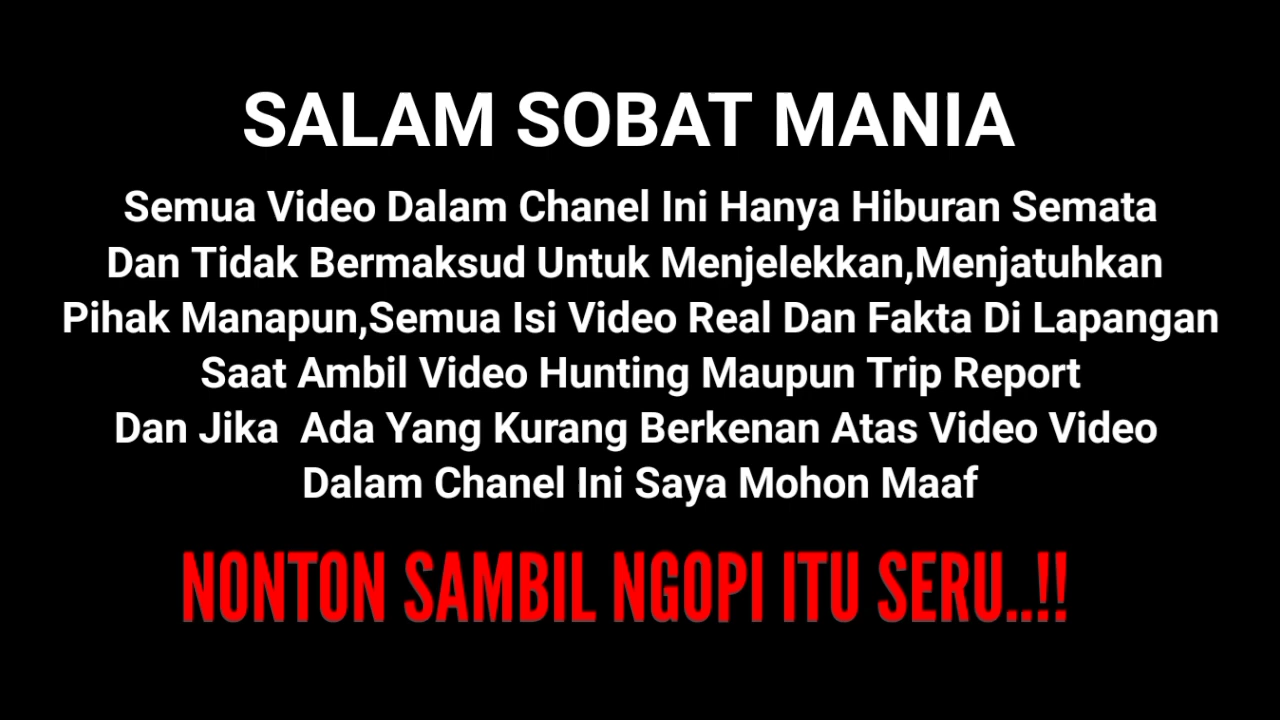 SALAM SOBAT MANIA
Semua Video Dalam Chanel Ini Hanya Hiburan Semata
Dan Tidak Bermaksud Untuk Menjelekkan,Menjatuhkan
Pihak Manapun,Semua Isi Video Real Dan Fakta Di Lapangan
Saat Ambil Video Hunting Maupun Trip Report
Dan Jika  Ada Yang Kurang Berkenan Atas Video Video
Dalam Chanel Ini Saya Mohon Maaf
NONTON SAMBIL NGOPI ITU SERU..!!